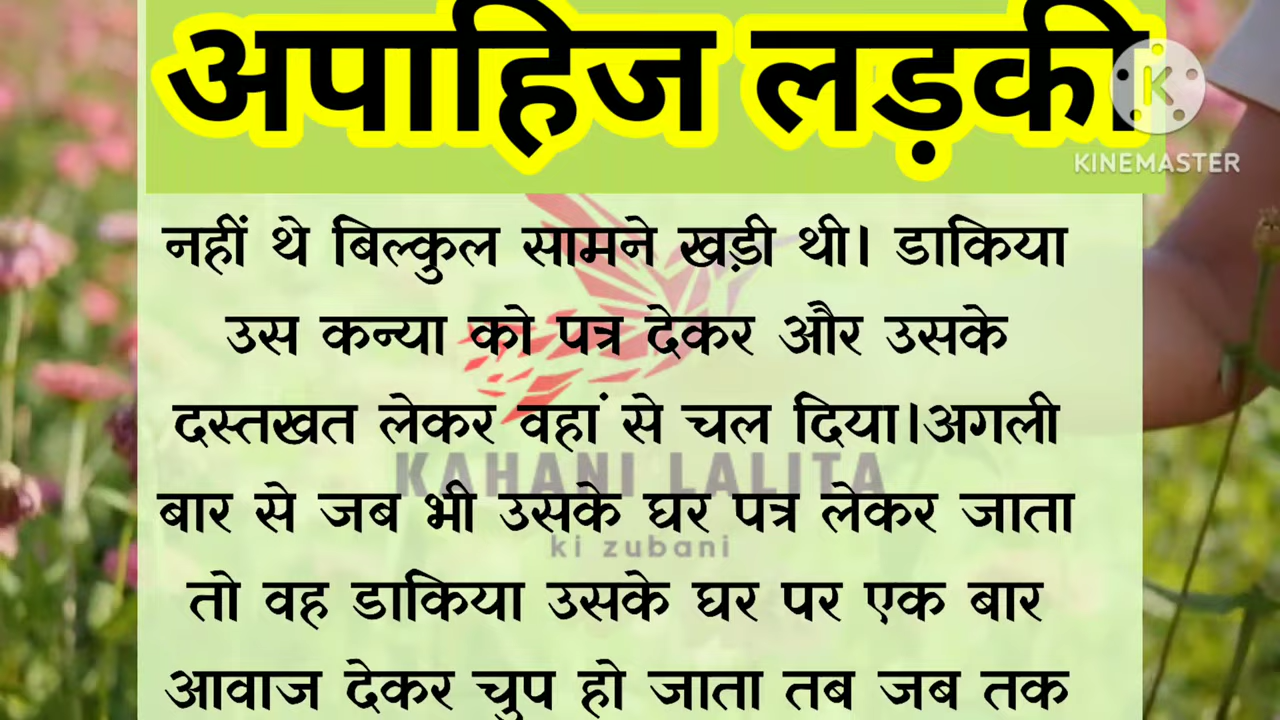 अपाहिज लड़की
KINEMASTER
नहीं थे बिल्कुल सामने खड़ी थी। डाकिया
उस कन्या को पत्र देकर और उसके
दस्तखत लेकर वहां से चल दिया।अगली
KAHANI LALITA
बार से जब भी उसके घर पत्र लेकर जाता
ki zubani
तो वह डाकिया उसके घर पर एक बार
आवाज देकर चुप हो जाता तब जब तक